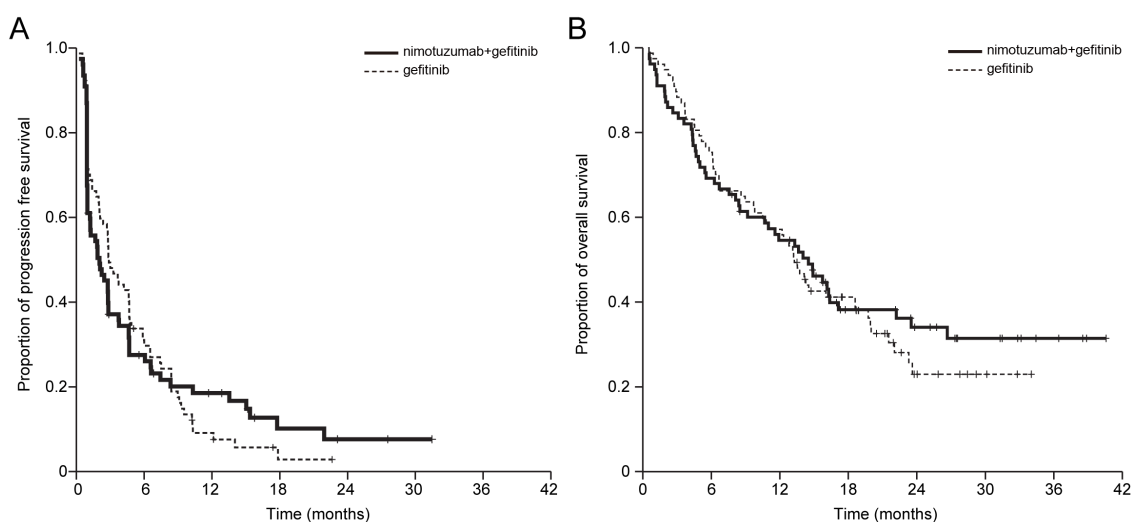 A
Proportion of progression free survival
1.0
0.8
0.6
0.4
0.2
0
0 6 12 18 24 30 36 42
Time (months)
nimotuzumab+gefitinib
gefitinib
B
Proportion of overall survival
1.0
0.8
0.6
0.4
0.2
0
0 6 12 18 24 30 36 42
Time (months)
nimotuzumab+gefitinib
gefitinib